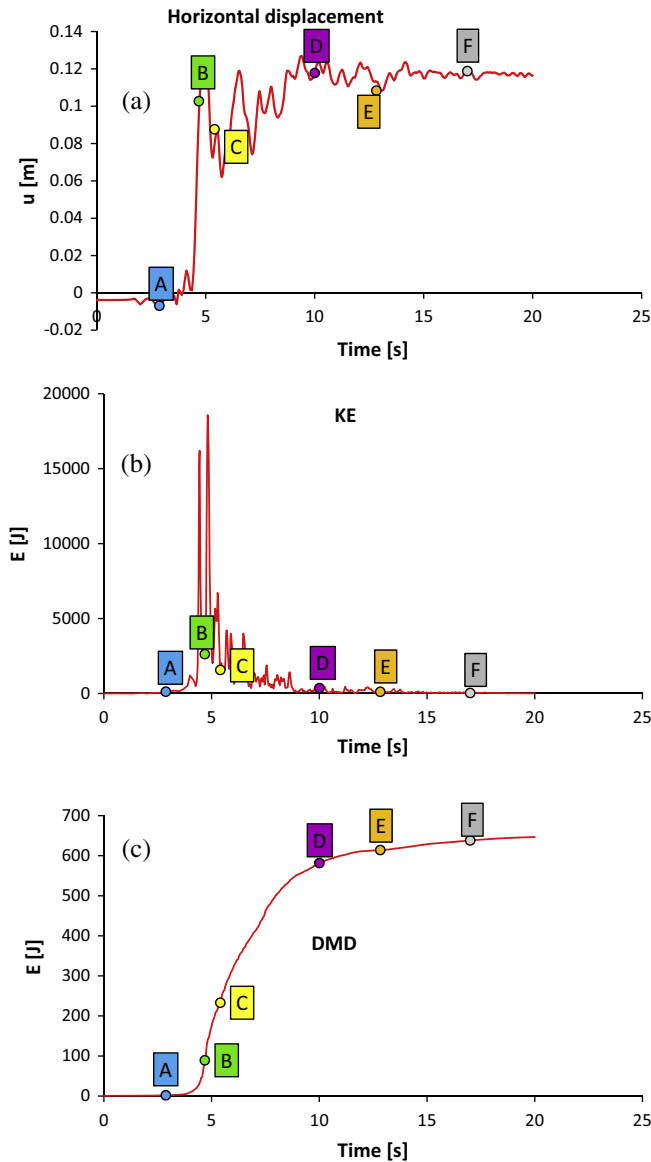 Horizontal displacement
(a)
u [m]
0.14
0.12
0.1
0.08
0.06
0.04
0.02
0
-0.02
A
B
C
D
E
F
0 5 10 15 20 25
Time [s]
KE
(b)
E [J]
20000
15000
10000
5000
0
A
B
C
D
E
F
0 5 10 15 20 25
Time [s]
(c)
DMD
E [J]
700
600
500
400
300
200
100
0
A
B
C
D
E
F
0 5 10 15 20 25
Time [s]